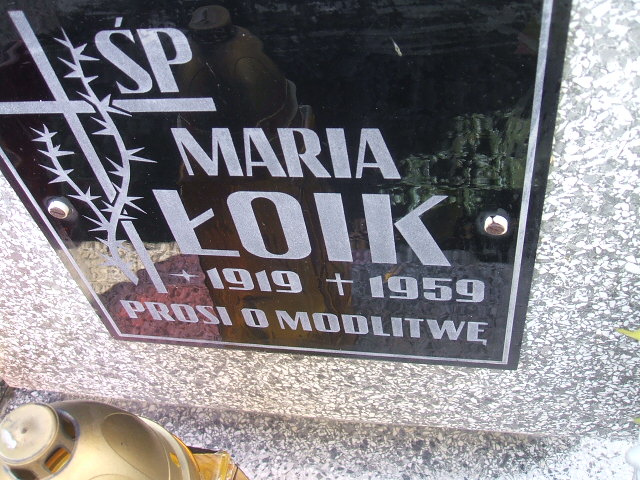 ŚP
MARIA
ŁOIK
* 1919 + 1959
PROSI O MODLITWĘ